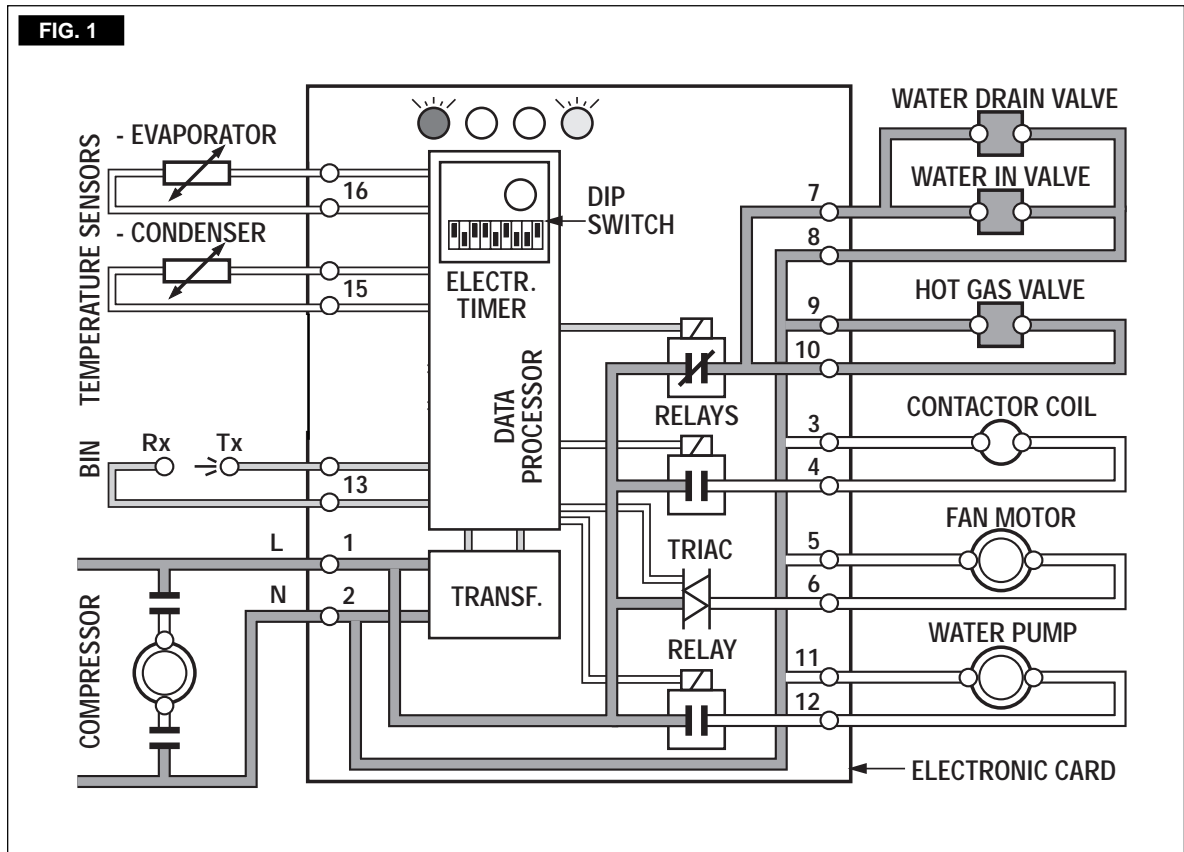 FIG. 1
TEMPERATURE SENSORS
- EVAPORATOR
16
- CONDENSER
15
BIN
Rx
Tx
13
L
1
N
2
COMPRESSOR
DIP
SWITCH
ELECTR.
TIMER
DATA
PROCESSOR
TRANSF.
RELAYS
TRIAC
RELAY
WATER DRAIN VALVE
WATER IN VALVE
7
8
HOT GAS VALVE
9
10
CONTACTOR COIL
3
4
FAN MOTOR
5
6
WATER PUMP
11
12
ELECTRONIC CARD